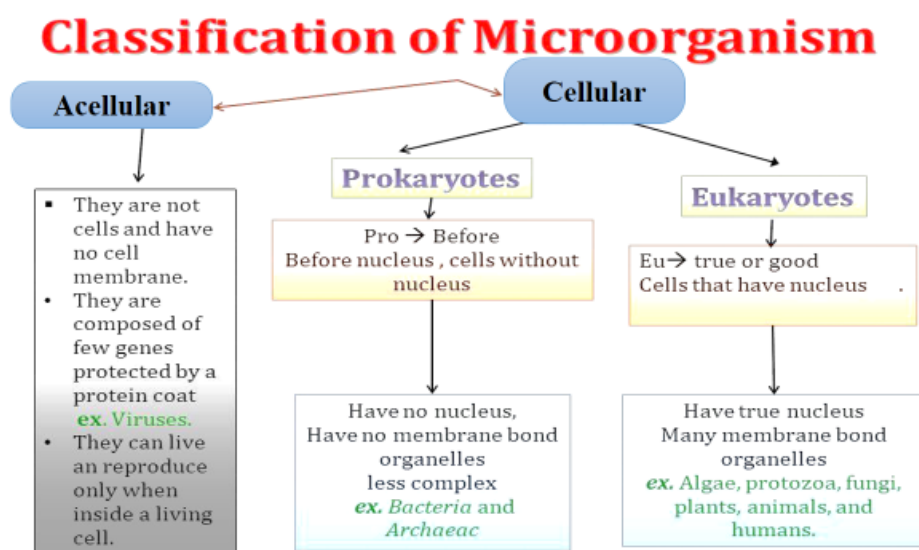 Classification of Microorganism
Acellular
Cellular
▪ They are not
cells and have
no cell
membrane.
• They are
composed of
few genes
protected by a
protein coat
ex. Viruses.
• They can live
an reproduce
only when
inside a living
cell.
Prokaryotes
Pro → Before
Before nucleus , cells without
nucleus
Have no nucleus,
Have no membrane bond
organelles
less complex
ex. Bacteria and
Archaeac
Eukaryotes
Eu→ true or good
Cells that have nucleus .
Have true nucleus
Many membrane bond
organelles
ex. Algae, protozoa, fungi,
plants, animals, and
humans.